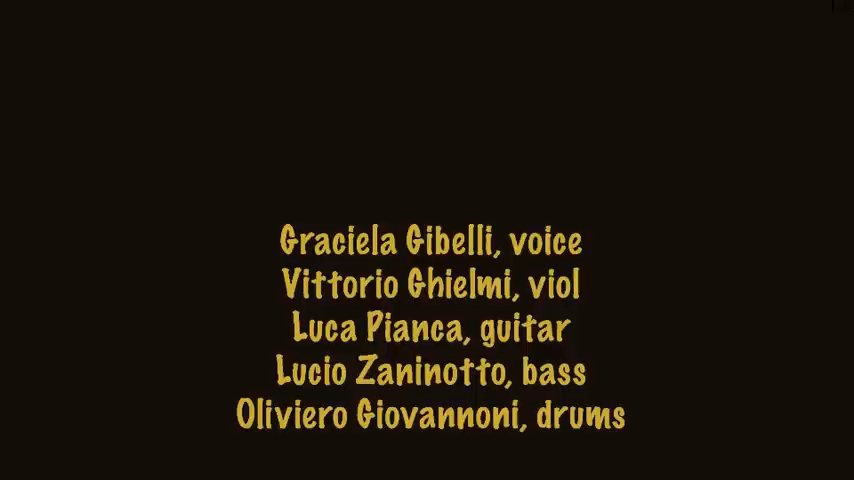 Graciela Gibelli, voice
Vittorio Ghielmi, viol
Luca Pianca, guitar
Lucio Zaninotto, bass
Oliviero Giovannoni, drums